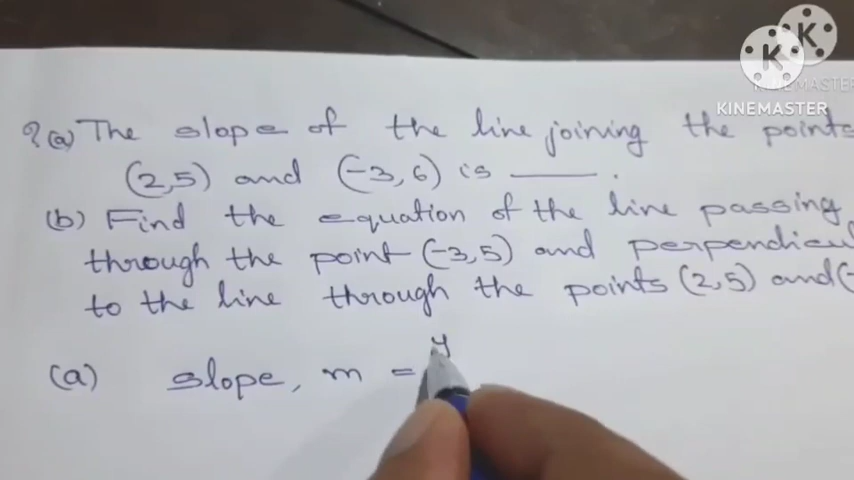 KINEMASTER
KINEMASTER
? (a) The slope of the line joining the points
(2,5) and (-3,6) is ____.
(b) Find the equation of the line passing
through the point (-3,5) and perpendicul
to the line through the points (2,5) and (-
(a) slope, m = y